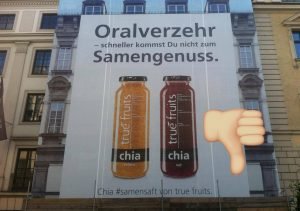 Oralverzehr
– schneller kommst Du nicht zum
Samengenuss.
true fruits
chia
true fruits
chia
Chia #samensaft von true fruits.